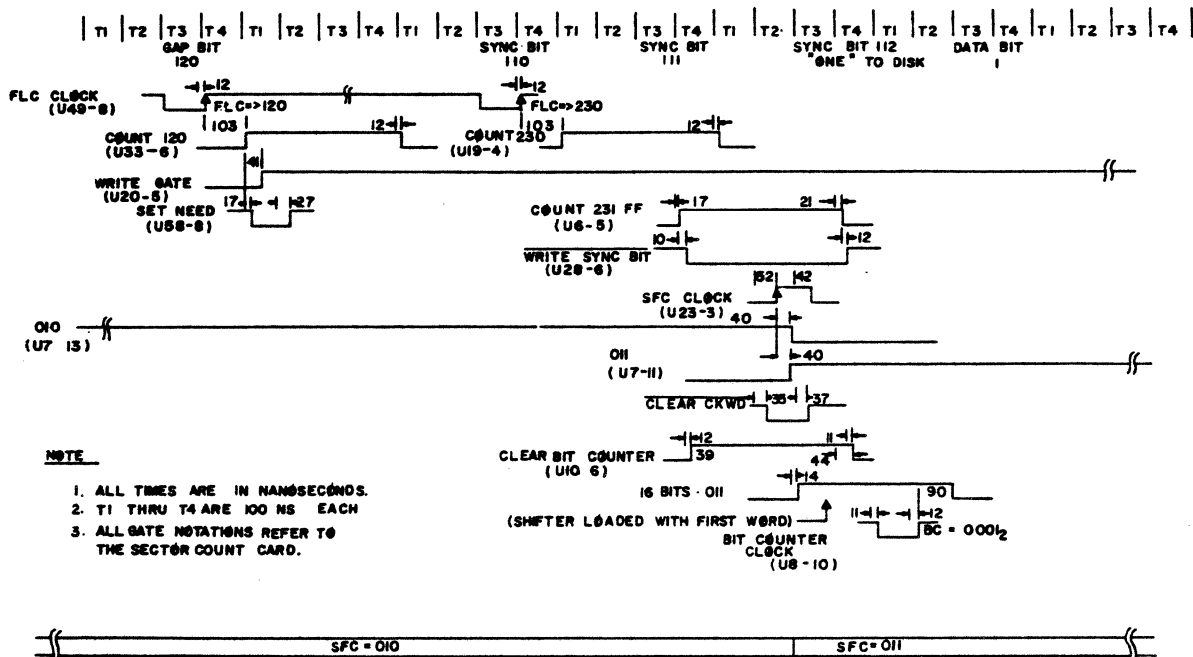 T1 T2 T3 T4 T1 T2 T3 T4 T1 T2 T3 T4 T1 T2 T3 T4 T1 T2 T3 T4 T1 T2 T3 T4 T1 T2 T3 T4
GAP BIT 120
SYNC BIT 110
SYNC BIT 111
SYNC BIT 112 "ONE" TO DISK
DATA BIT 1
FLC CLOCK 12 12
(U49-8) FLC=>120 FLC=>230
103 103
COUNT 120 12 COUNT 230 12
(U33-6) (U19-4)
41
WRITE GATE
(U20-5)
17 27
SET NEED
(U58-8)
COUNT 231 FF 17 21
(U6-5)
WRITE SYNC BIT 10 12
(U28-6)
52 42
SFC CLOCK
(U23-3)
40
010
(U7 13)
011 40
(U7-11)
CLEAR CKWD 35 37
CLEAR BIT COUNTER 12 39 11 44
(U10 6)
16 BITS · 011 14 90
(SHIFTER LOADED WITH FIRST WORD) 11 12
BIT COUNTER CLOCK BC = 0001₂
(U8-10)
NOTE
1. ALL TIMES ARE IN NANØSECONDS.
2. T1 THRU T4 ARE 100 NS EACH
3. ALL GATE NOTATIONS REFER TØ
THE SECTØR COUNT CARD.
SFC = 010 SFC = 011